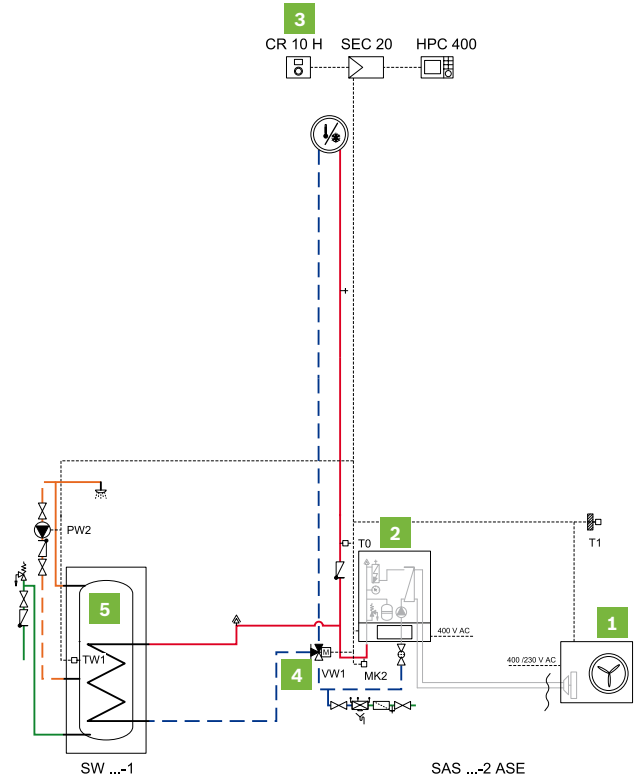 3
CR 10 H SEC 20 HPC 400
2
T0
T1
PW2
400 V AC
1
5
400 /230 V AC
TW1
4
M
VW1
MK2
SW ...-1
SAS ...-2 ASE